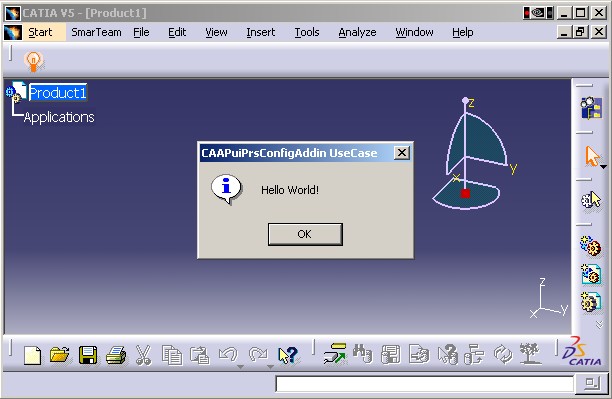 CATIA V5 - [Product1]
Start SmarTeam File Edit View Insert Tools Analyze Window Help
Product1
Applications
z
y
x
CAAPuiPrsConfigAddin UseCase
Hello World!
OK
z
x y
DS
CATIA